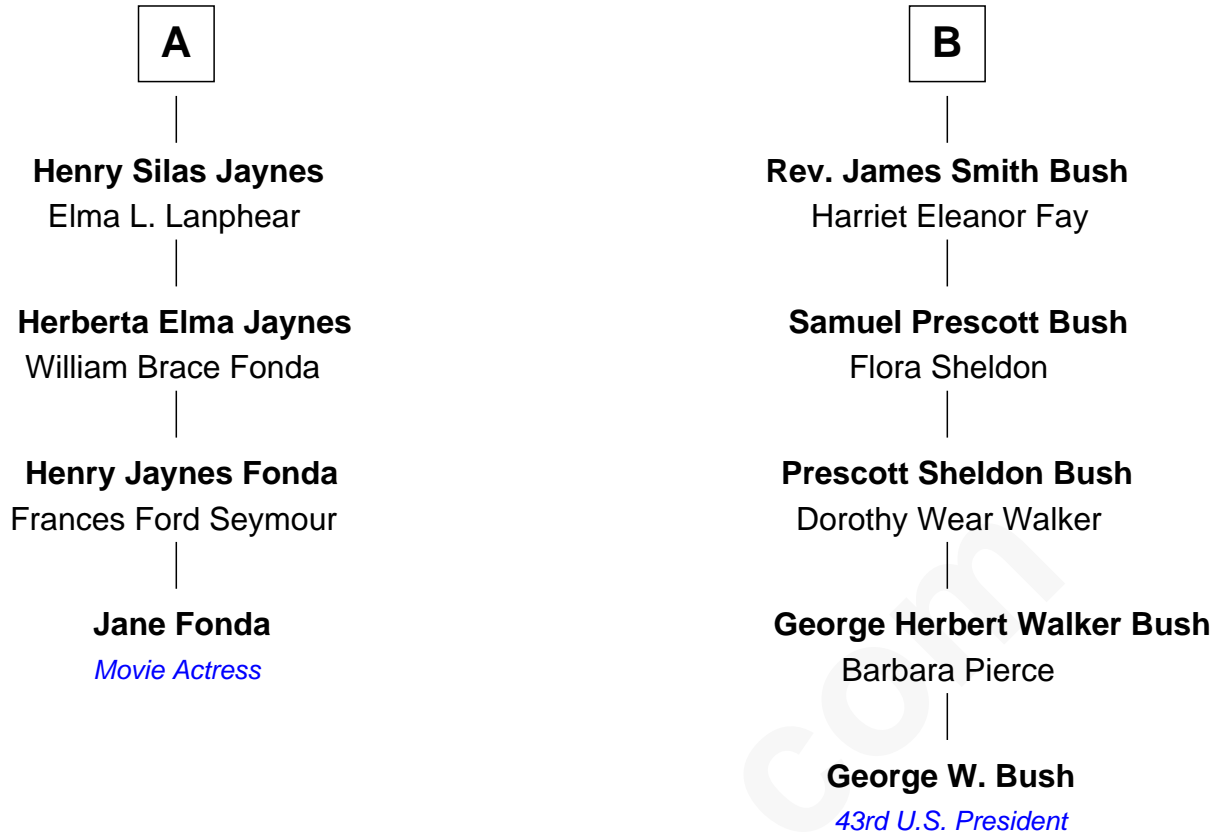 A
Henry Silas Jaynes
Elma L. Lanphear
Herberta Elma Jaynes
William Brace Fonda
Henry Jaynes Fonda
Frances Ford Seymour
Jane Fonda
Movie Actress
B
Rev. James Smith Bush
Harriet Eleanor Fay
Samuel Prescott Bush
Flora Sheldon
Prescott Sheldon Bush
Dorothy Wear Walker
George Herbert Walker Bush
Barbara Pierce
George W. Bush
43rd U.S. President
com